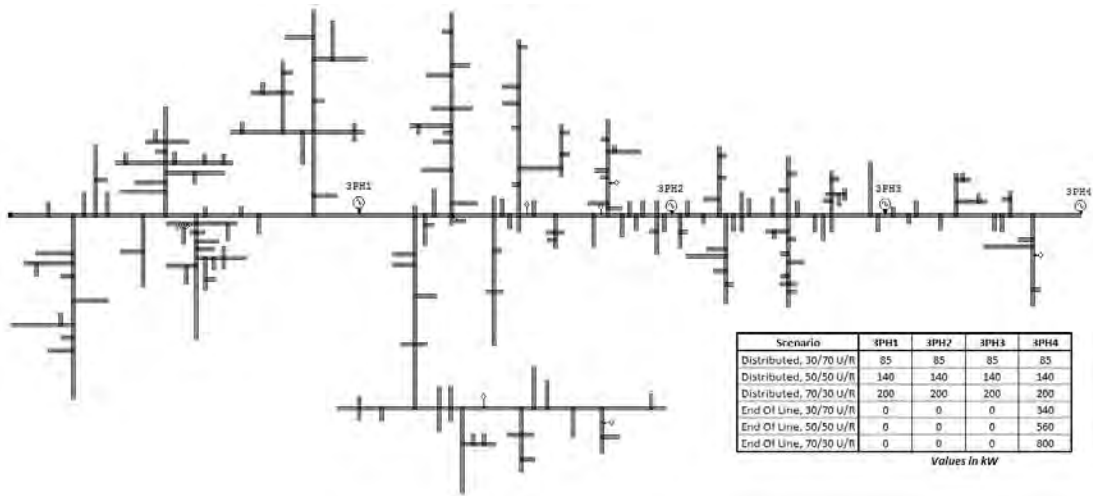 3PH1
3PH2
3PH3
3PH4
Scenario 3PH1 3PH2 3PH3 3PH4
Distributed, 30/70 U/R 85 85 85 85
Distributed, 50/50 U/R 140 140 140 140
Distributed, 70/30 U/R 200 200 200 200
End Of Line, 30/70 U/R 0 0 0 340
End Of Line, 50/50 U/R 0 0 0 560
End Of Line, 70/30 U/R 0 0 0 800
Values in kW